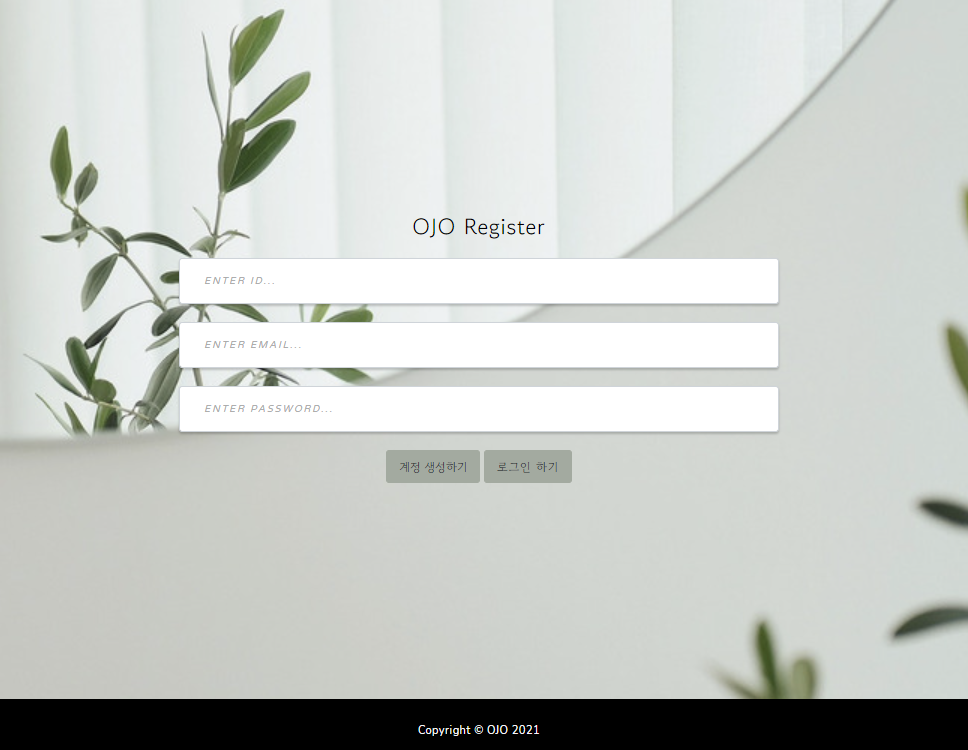 OJO Register
ENTER ID...
ENTER EMAIL...
ENTER PASSWORD...
계정 생성하기 로그인 하기
Copyright © OJO 2021